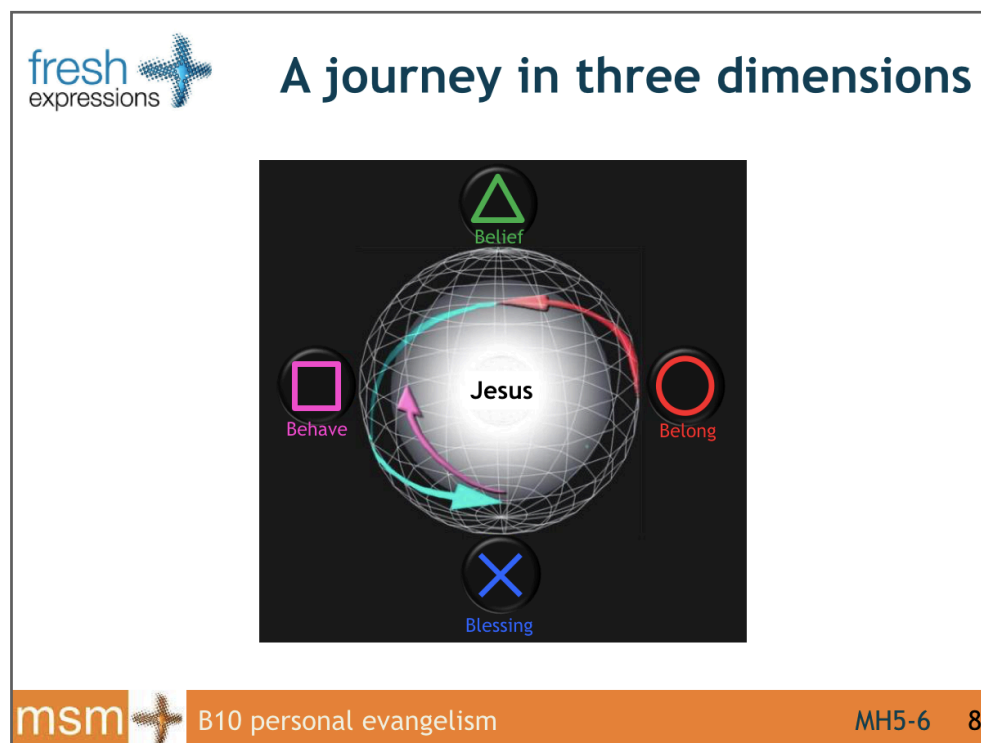 fresh
expressions
A journey in three dimensions
Belief
Jesus
Behave
Belong
Blessing
msm
B10 personal evangelism
MH5-6 8